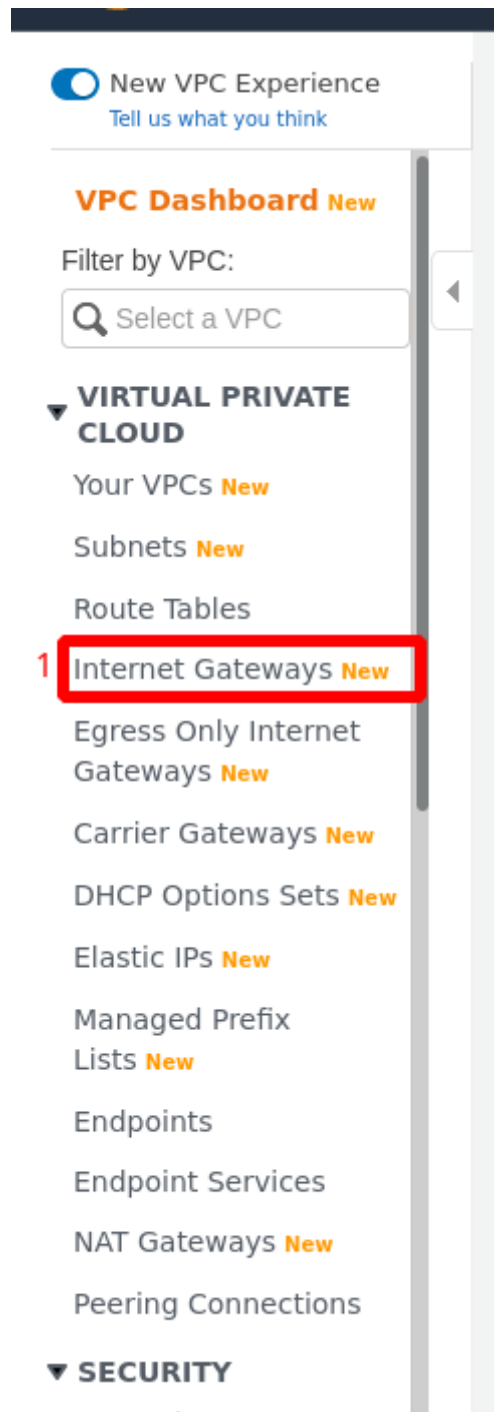 New VPC Experience
Tell us what you think
VPC Dashboard New
Filter by VPC:
Select a VPC
VIRTUAL PRIVATE
CLOUD
Your VPCs New
Subnets New
Route Tables
1 Internet Gateways New
Egress Only Internet
Gateways New
Carrier Gateways New
DHCP Options Sets New
Elastic IPs New
Managed Prefix
Lists New
Endpoints
Endpoint Services
NAT Gateways New
Peering Connections
SECURITY